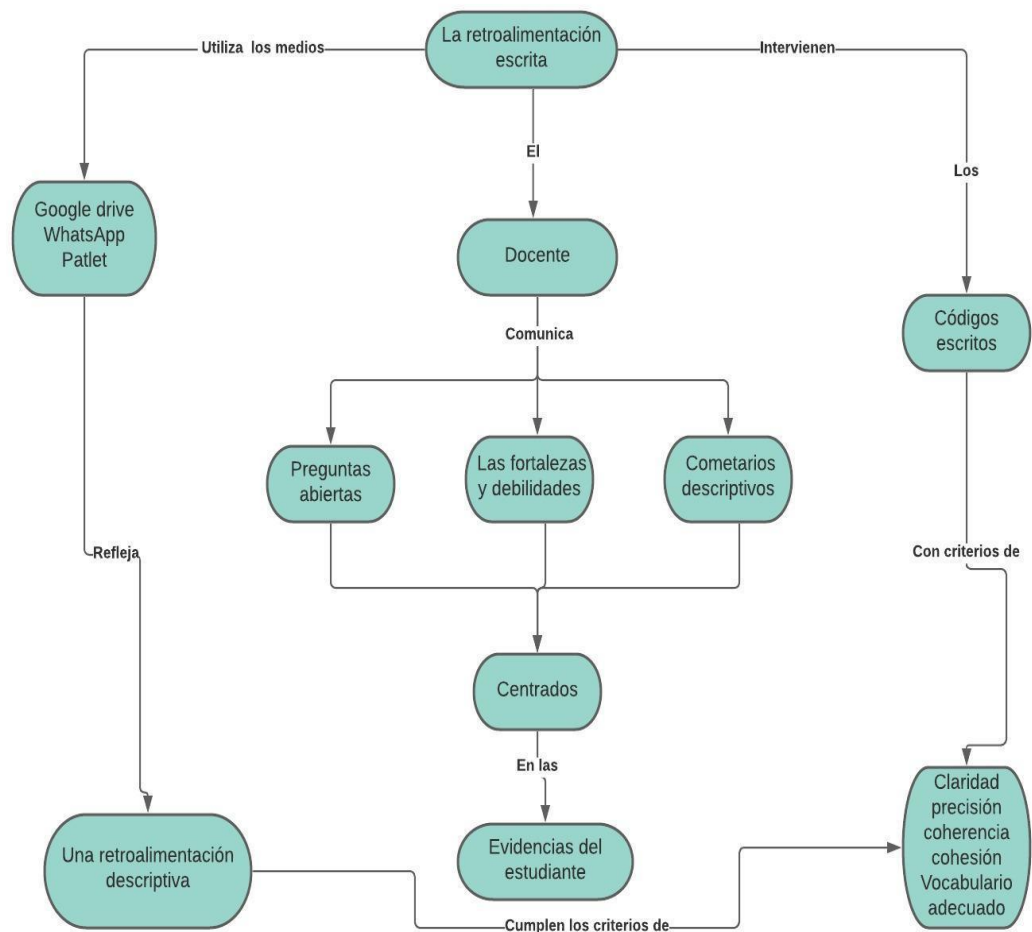 La retroalimentación
escrita
Utiliza  los medios
Intervienen
El
Los
Google drive
WhatsApp
Patlet
Docente
Códigos
escritos
Comunica
Preguntas
abiertas
Las fortalezas
y debilidades
Cometarios
descriptivos
Refleja
Con criterios de
Centrados
En las
Una retroalimentación
descriptiva
Evidencias del
estudiante
Claridad
precisión
coherencia
cohesión
Vocabulario
adecuado
Cumplen los criterios de